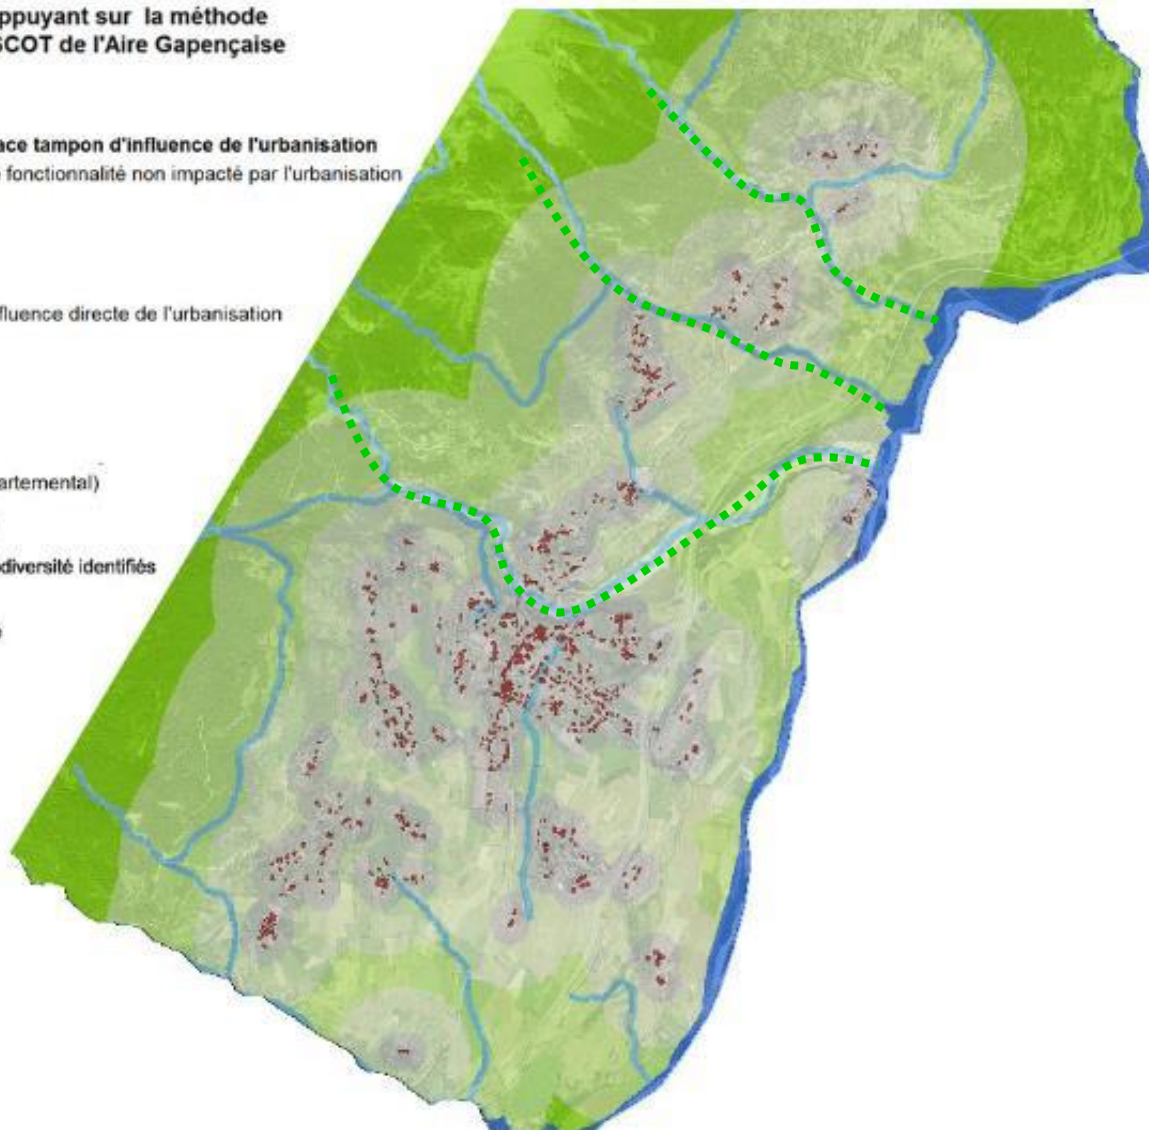 ppuyant sur la méthode
SCOT de l'Aire Gapençaise
ace tampon d'influence de l'urbanisation
fonctionnalité non impacté par l'urbanisation
fluence directe de l'urbanisation
artemental)
diversité identifiés